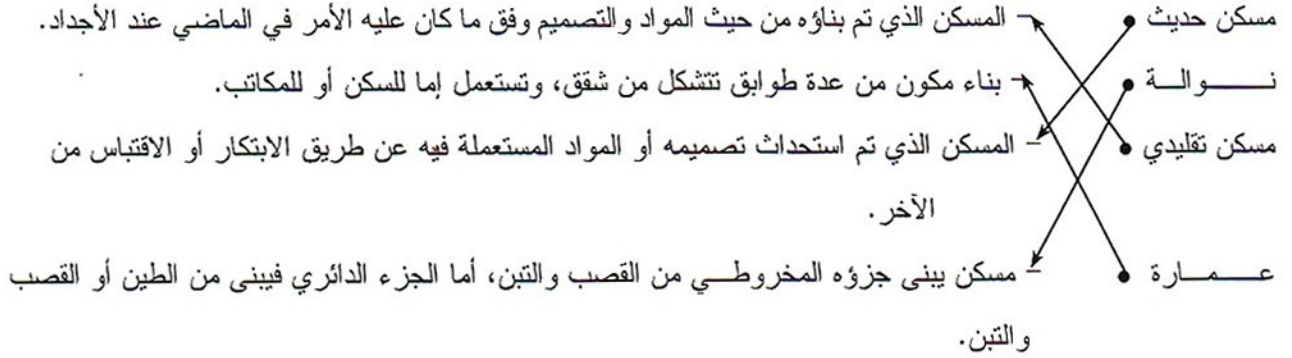 مسكن حديث – المسكن الذي تم بناؤه من حيث المواد والتصميم وفق ما كان عليه الأمر في الماضي عند الأجداد.
نـــوالـــة – بناء مكون من عدة طوابق تتشكل من شقق، وتستعمل إما للسكن أو للمكاتب.
مسكن تقليدي – المسكن الذي تم استحداث تصميمه أو المواد المستعملة فيه عن طريق الابتكار أو الاقتباس من
الآخر.
عـــمـــارة – مسكن يبنى جزؤه المخروطـــي من القصب والتبن، أما الجزء الدائري فيبنى من الطين أو القصب
والتبن.